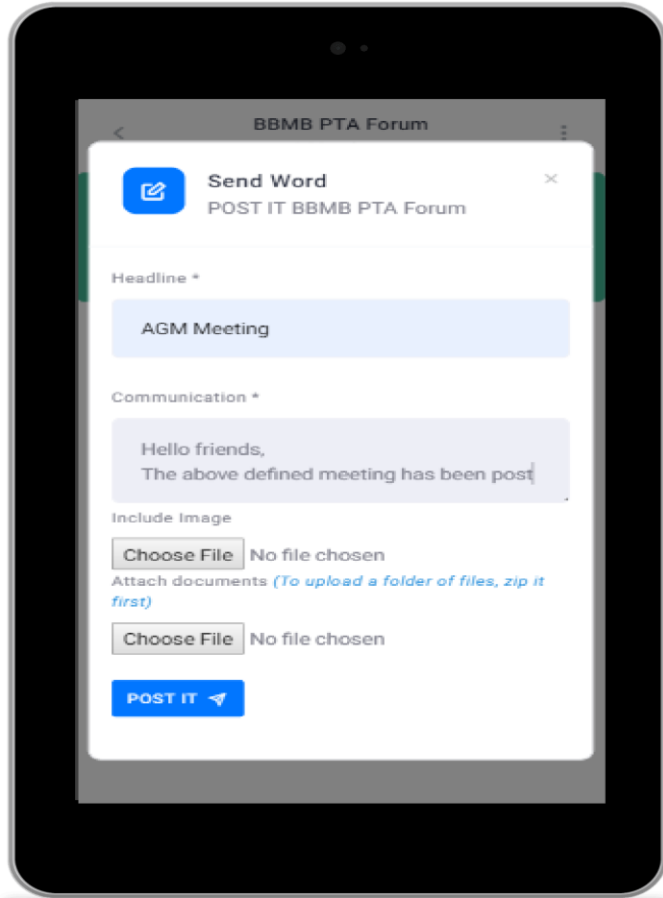 BBMB PTA Forum
Send Word
POST IT BBMB PTA Forum
Headline *
AGM Meeting
Communication *
Hello friends,
The above defined meeting has been post
Include Image
Choose File No file chosen
Attach documents (To upload a folder of files, zip it
first)
Choose File No file chosen
POST IT